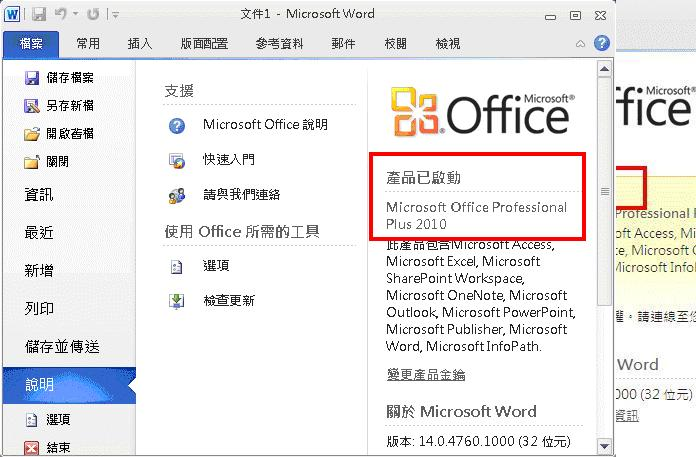 文件1 - Microsoft Word
檔案 常用 插入 版面配置 參考資料 郵件 校閱 檢視
儲存檔案
另存新檔
開啟舊檔
關閉
資訊
最近
新增
列印
儲存並傳送
說明
選項
結束
支援
Microsoft Office 說明
快速入門
請與我們連絡
使用 Office 所需的工具
選項
檢查更新
Microsoft®
Office
產品已啟動
Microsoft Office Professional
Plus 2010
此產品包含Microsoft Access,
Microsoft Excel, Microsoft
SharePoint Workspace,
Microsoft OneNote, Microsoft
Outlook, Microsoft PowerPoint,
Microsoft Publisher, Microsoft
Word, Microsoft InfoPath.
變更產品金鑰
關於 Microsoft Word
版本: 14.0.4760.1000 (32 位元)
Microsoft®
ffice
Professional
oft Access,
e, Microsoft
Microsoft Info
權。請連線至您
Word
000 (32 位元)
資訊